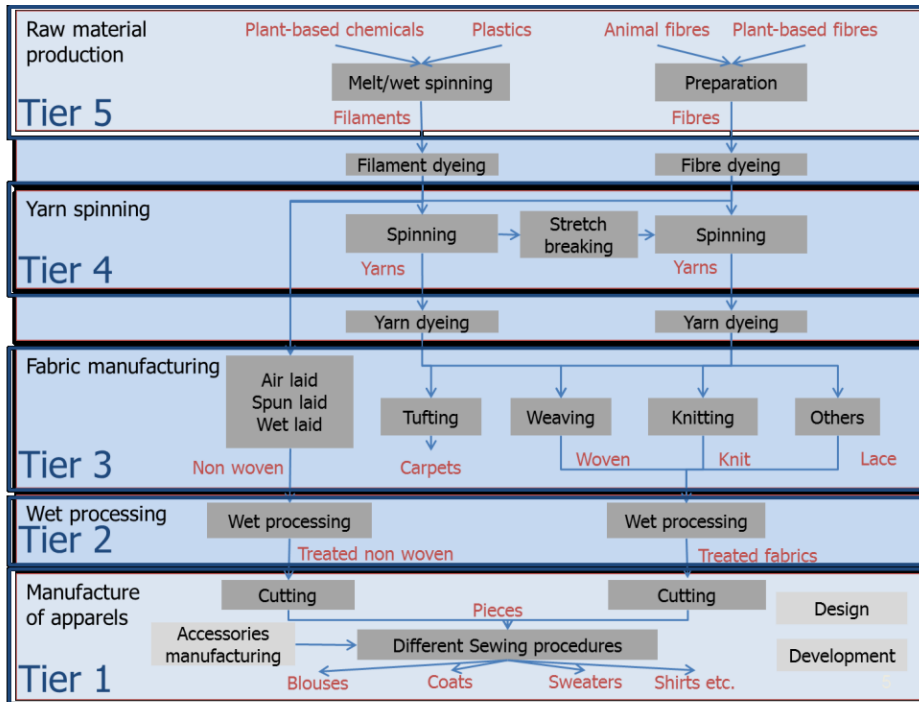 Raw material
production
Tier 5
Plant-based chemicals
Plastics
Animal fibres
Plant-based fibres
Melt/wet spinning
Preparation
Filaments
Fibres
Filament dyeing
Fibre dyeing
Yarn spinning
Tier 4
Spinning
Stretch
breaking
Spinning
Yarns
Yarns
Yarn dyeing
Yarn dyeing
Fabric manufacturing
Tier 3
Air laid
Spun laid
Wet laid
Tufting
Weaving
Knitting
Others
Non woven
Carpets
Woven
Knit
Lace
Wet processing
Tier 2
Wet processing
Wet processing
Treated non woven
Treated fabrics
Manufacture
of apparels
Tier 1
Cutting
Cutting
Pieces
Design
Accessories
manufacturing
Different Sewing procedures
Development
Blouses
Coats
Sweaters
Shirts etc.